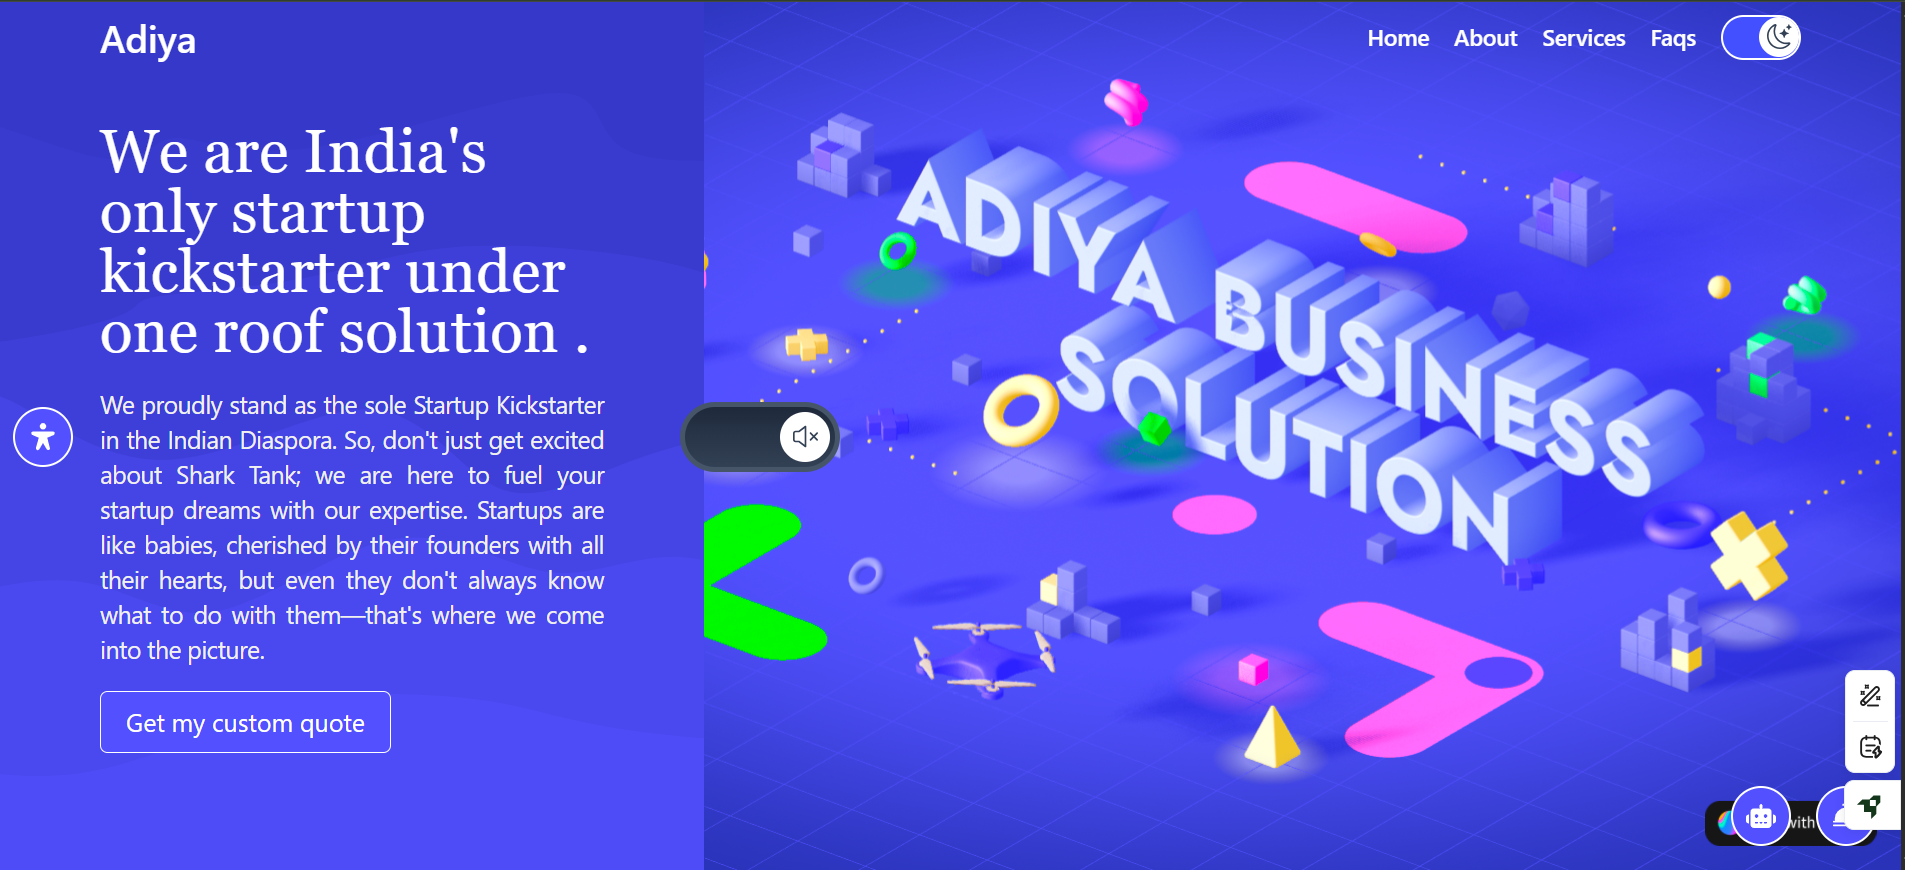 Adiya
Home About Services Faqs
We are India's
only startup
kickstarter under
one roof solution .
We proudly stand as the sole Startup Kickstarter
in the Indian Diaspora. So, don't just get excited
about Shark Tank; we are here to fuel your
startup dreams with our expertise. Startups are
like babies, cherished by their founders with all
their hearts, but even they don't always know
what to do with them—that's where we come
into the picture.
Get my custom quote
ADIYA BUSINESS
SOLUTION
with